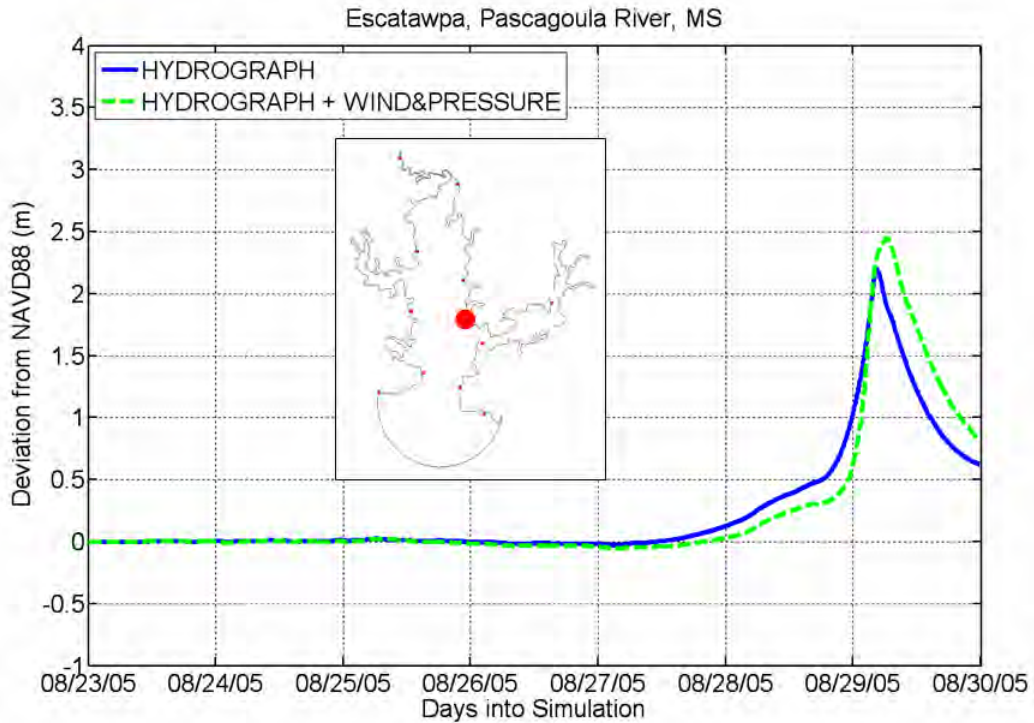 Escatawpa, Pascagoula River, MS
4
HYDROGRAPH
HYDROGRAPH + WIND&PRESSURE
3.5
3
2.5
2
1.5
1
0.5
0
-0.5
-1
Deviation from NAVD88 (m)
08/23/05 08/24/05 08/25/05 08/26/05 08/27/05 08/28/05 08/29/05 08/30/05
Days into Simulation